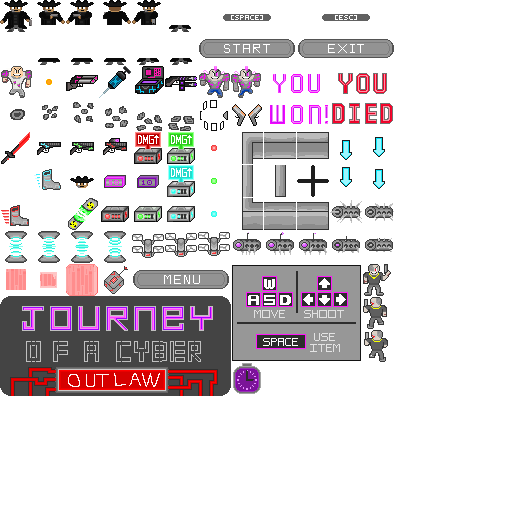 [SPACE] [ESC]
START EXIT
YOU YOU
WON! DIED
DMG↑ DMG↑
DMG↑
10
MENU
W
ASD
MOVE SHOOT
SPACE USE
ITEM
JOURNEY
OF A CYBER
OUTLAW